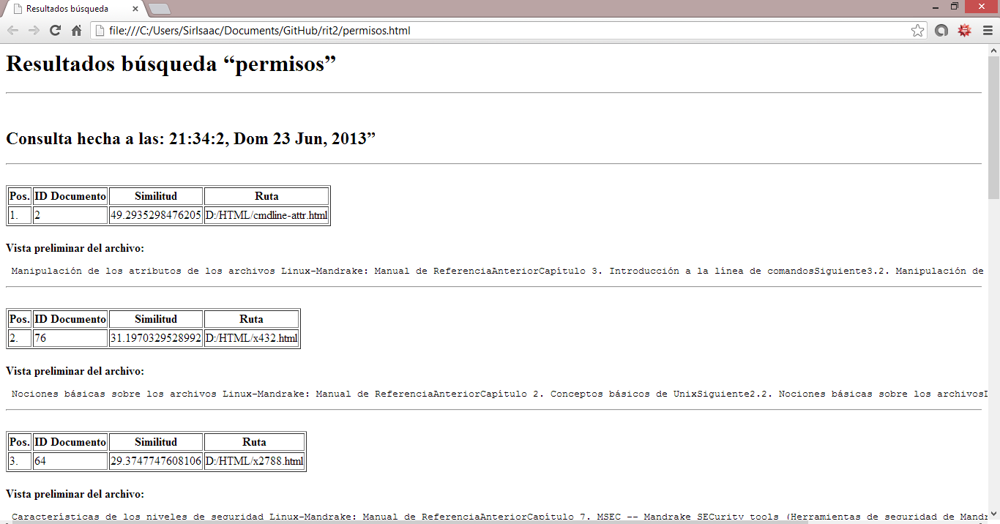 Resultados búsqueda
file:///C:/Users/SirIsaac/Documents/GitHub/rit2/permisos.html
Resultados búsqueda “permisos”
Consulta hecha a las: 21:34:2, Dom 23 Jun, 2013”
Pos. ID Documento Similitud Ruta
1. 2 49.2935298476205 D:/HTML/cmdline-attr.html
Vista preliminar del archivo:
Manipulación de los atributos de los archivos Linux-Mandrake: Manual de ReferenciaAnteriorCapítulo 3. Introducción a la línea de comandosSiguiente3.2. Manipulación de
Pos. ID Documento Similitud Ruta
2. 76 31.1970329528992 D:/HTML/x432.html
Vista preliminar del archivo:
Nociones básicas sobre los archivos Linux-Mandrake: Manual de ReferenciaAnteriorCapítulo 2. Conceptos básicos de UnixSiguiente2.2. Nociones básicas sobre los archivos
Pos. ID Documento Similitud Ruta
3. 64 29.3747747608106 D:/HTML/x2788.html
Vista preliminar del archivo:
Características de los niveles de seguridad Linux-Mandrake: Manual de ReferenciaAnteriorCapítulo 7. MSEC -- Mandrake SECurity tools (Herramientas de seguridad de Mandr